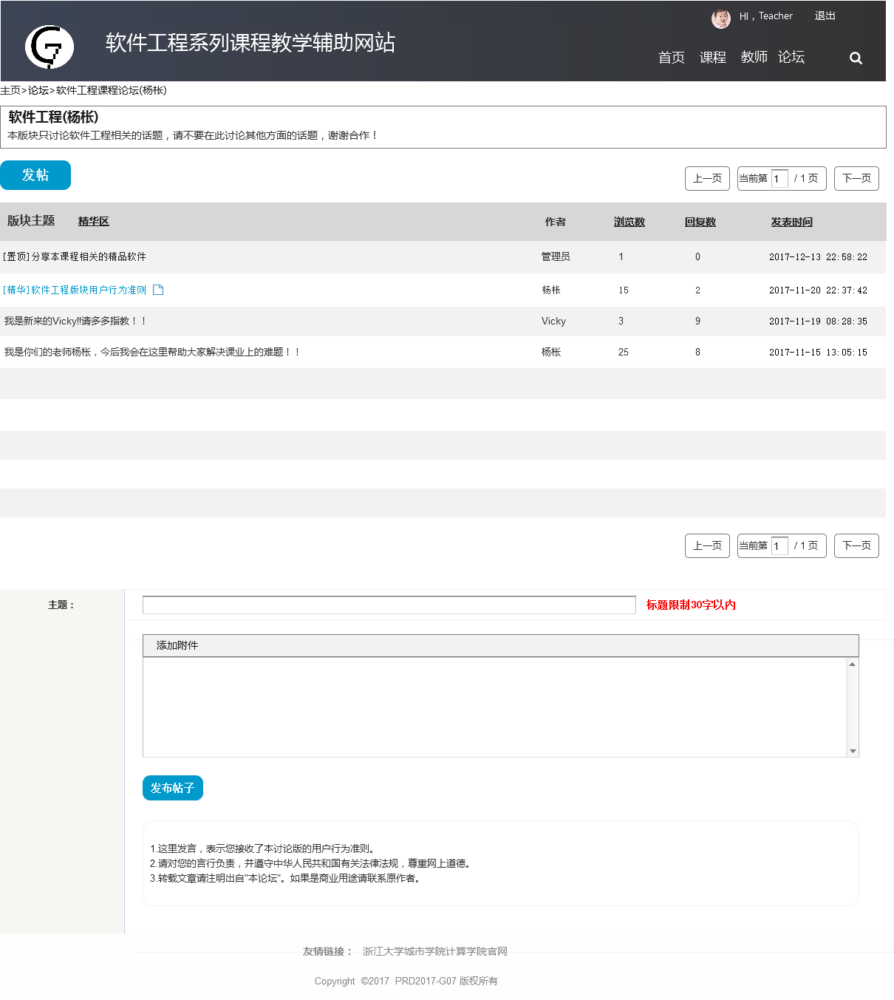 HI，Teacher 退出
软件工程系列课程教学辅助网站
首页 课程 教师 论坛
主页>论坛>软件工程课程论坛(杨枨)
软件工程(杨枨)
本版块只讨论软件工程相关的话题，请不要在此讨论其他方面的话题，谢谢合作！
发帖
上一页 当前第 1 / 1 页 下一页
版块主题 精华区 作者 浏览数 回复数 发表时间
[置顶]分享本课程相关的精品软件 管理员 1 0 2017-12-13 22:58:22
[精华]软件工程版块用户行为准则 杨枨 15 2 2017-11-20 22:37:42
我是新来的Vicky!!请多多指教！！ Vicky 3 9 2017-11-19 08:28:35
我是你们的老师杨枨，今后我会在这里帮助大家解决课业上的难题！！ 杨枨 25 8 2017-11-15 13:05:15
上一页 当前第 1 / 1 页 下一页
主题： 标题限制30字以内
添加附件
发布帖子
1.这里发言，表示您接收了本讨论版的用户行为准则。
2.请对您的言行负责，并遵守中华人民共和国有关法律法规，尊重网上道德。
3.转载文章请注明出自"本论坛"。如果是商业用途请联系原作者。
友情链接： 浙江大学城市学院计算学院官网
Copyright ©2017 PRD2017-G07 版权所有